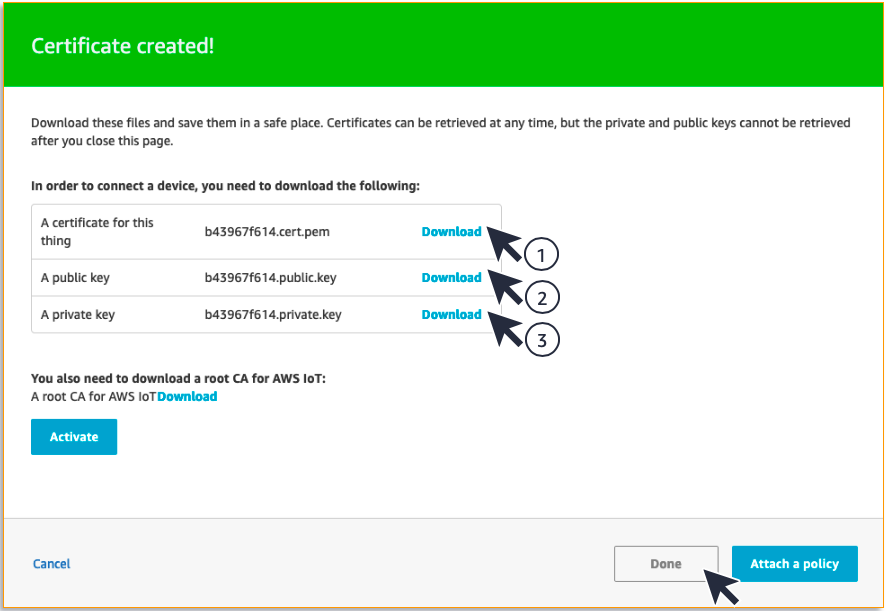 Certificate created!
Download these files and save them in a safe place. Certificates can be retrieved at any time, but the private and public keys cannot be retrieved
after you close this page.
In order to connect a device, you need to download the following:
A certificate for this
thing
b43967f614.cert.pem
Download
1
A public key
b43967f614.public.key
Download
2
A private key
b43967f614.private.key
Download
3
You also need to download a root CA for AWS IoT:
A root CA for AWS IoTDownload
Activate
Cancel
Done
Attach a policy